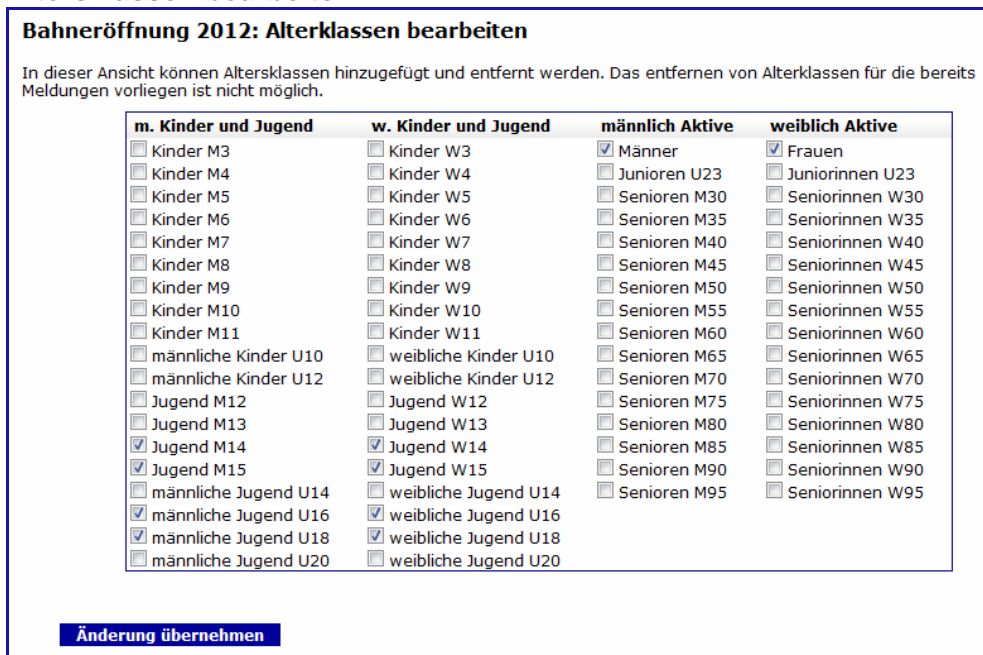 Bahneröffnung 2012: Alterklassen bearbeiten
In dieser Ansicht können Altersklassen hinzugefügt und entfernt werden. Das entfernen von Alterklassen für die bereits
Meldungen vorliegen ist nicht möglich.
m. Kinder und Jugend w. Kinder und Jugend männlich Aktive weiblich Aktive
Kinder M3 Kinder W3 Männer Frauen
Kinder M4 Kinder W4 Junioren U23 Juniorinnen U23
Kinder M5 Kinder W5 Senioren M30 Seniorinnen W30
Kinder M6 Kinder W6 Senioren M35 Seniorinnen W35
Kinder M7 Kinder W7 Senioren M40 Seniorinnen W40
Kinder M8 Kinder W8 Senioren M45 Seniorinnen W45
Kinder M9 Kinder W9 Senioren M50 Seniorinnen W50
Kinder M10 Kinder W10 Senioren M55 Seniorinnen W55
Kinder M11 Kinder W11 Senioren M60 Seniorinnen W60
männliche Kinder U10 weibliche Kinder U10 Senioren M65 Seniorinnen W65
männliche Kinder U12 weibliche Kinder U12 Senioren M70 Seniorinnen W70
Jugend M12 Jugend W12 Senioren M75 Seniorinnen W75
Jugend M13 Jugend W13 Senioren M80 Seniorinnen W80
Jugend M14 Jugend W14 Senioren M85 Seniorinnen W85
Jugend M15 Jugend W15 Senioren M90 Seniorinnen W90
männliche Jugend U14 weibliche Jugend U14 Senioren M95 Seniorinnen W95
männliche Jugend U16 weibliche Jugend U16
männliche Jugend U18 weibliche Jugend U18
männliche Jugend U20 weibliche Jugend U20
Änderung übernehmen